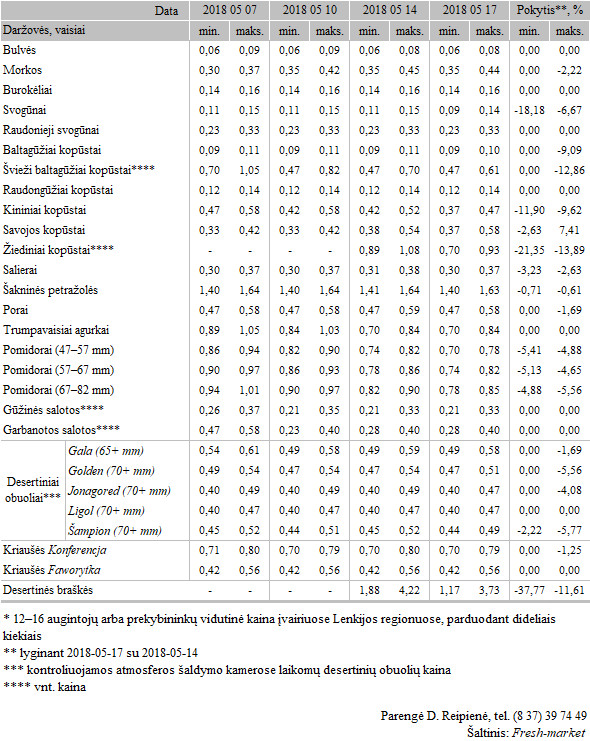 Data 2018 05 07 2018 05 10 2018 05 14 2018 05 17 Pokytis**, %
Daržovės, vaisiai min. maks. min. maks. min. maks. min. maks. min. maks.
Bulvės 0,06 0,09 0,06 0,09 0,06 0,08 0,06 0,08 0,00 0,00
Morkos 0,30 0,37 0,35 0,42 0,35 0,45 0,35 0,44 0,00 -2,22
Burokėliai 0,14 0,16 0,14 0,16 0,14 0,16 0,14 0,16 0,00 0,00
Svogūnai 0,11 0,15 0,11 0,15 0,11 0,15 0,09 0,14 -18,18 -6,67
Raudonieji svogūnai 0,23 0,33 0,23 0,33 0,23 0,33 0,23 0,33 0,00 0,00
Baltagūžiai kopūstai 0,09 0,11 0,09 0,11 0,09 0,11 0,09 0,10 0,00 -9,09
Švieži baltagūžiai kopūstai**** 0,70 1,05 0,47 0,82 0,47 0,70 0,47 0,61 0,00 -12,86
Raudongūžiai kopūstai 0,12 0,14 0,12 0,14 0,12 0,14 0,12 0,14 0,00 0,00
Kininiai kopūstai 0,47 0,58 0,42 0,58 0,42 0,52 0,37 0,47 -11,90 -9,62
Savojos kopūstai 0,33 0,42 0,33 0,42 0,38 0,54 0,37 0,58 -2,63 7,41
Žiediniai kopūstai**** - - - - 0,89 1,08 0,70 0,93 -21,35 -13,89
Salierai 0,30 0,37 0,30 0,37 0,31 0,38 0,30 0,37 -3,23 -2,63
Šakninės petražolės 1,40 1,64 1,40 1,64 1,41 1,64 1,40 1,63 -0,71 -0,61
Porai 0,47 0,58 0,47 0,58 0,47 0,59 0,47 0,58 0,00 -1,69
Trumpavaisiai agurkai 0,89 1,05 0,84 1,03 0,70 0,84 0,70 0,84 0,00 0,00
Pomidorai (47–57 mm) 0,86 0,94 0,82 0,90 0,74 0,82 0,70 0,78 -5,41 -4,88
Pomidorai (57–67 mm) 0,90 0,97 0,86 0,93 0,78 0,86 0,74 0,82 -5,13 -4,65
Pomidorai (67–82 mm) 0,94 1,01 0,90 0,97 0,82 0,90 0,78 0,85 -4,88 -5,56
Gūžinės salotos**** 0,26 0,37 0,21 0,35 0,21 0,33 0,21 0,33 0,00 0,00
Garbanotos salotos**** 0,47 0,58 0,23 0,40 0,28 0,40 0,28 0,40 0,00 0,00
Desertiniai obuoliai*** Gala (65+ mm) 0,54 0,61 0,49 0,58 0,49 0,59 0,49 0,58 0,00 -1,69
Golden (70+ mm) 0,49 0,54 0,47 0,54 0,47 0,54 0,47 0,51 0,00 -5,56
Jonagored (70+ mm) 0,40 0,49 0,40 0,49 0,40 0,49 0,40 0,47 0,00 -4,08
Ligol (70+ mm) 0,40 0,47 0,40 0,47 0,40 0,47 0,40 0,47 0,00 0,00
Šampion (70+ mm) 0,45 0,52 0,44 0,51 0,45 0,52 0,44 0,49 -2,22 -5,77
Kriaušės Konferencja 0,71 0,80 0,70 0,79 0,70 0,80 0,70 0,79 0,00 -1,25
Kriaušės Faworytka 0,42 0,56 0,42 0,56 0,42 0,56 0,42 0,56 0,00 0,00
Desertinės braškės - - - - 1,88 4,22 1,17 3,73 -37,77 -11,61
* 12–16 augintojų arba prekybininkų vidutinė kaina įvairiuose Lenkijos regionuose, parduodant dideliais
kiekiais
** lyginant 2018-05-17 su 2018-05-14
*** kontroliuojamos atmosferos šaldymo kamerose laikomų desertinių obuolių kaina
**** vnt. kaina
Parengė D. Reipienė, tel. (8 37) 39 74 49
Šaltinis: Fresh-market